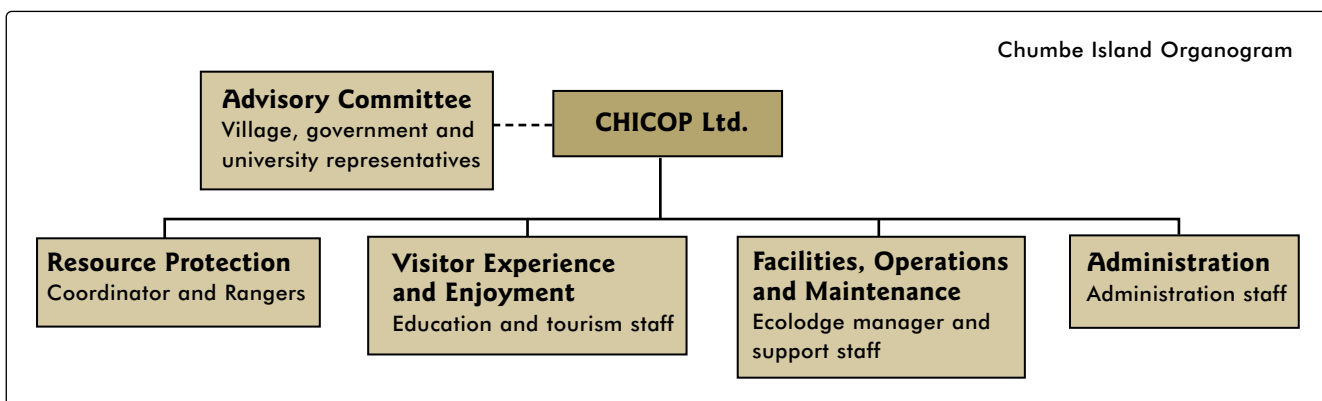 Chumbe Island Organogram
Advisory Committee
Village, government and
university representatives
CHICOP Ltd.
Resource Protection
Coordinator and Rangers
Visitor Experience
and Enjoyment
Education and tourism staff
Facilities, Operations
and Maintenance
Ecolodge manager and
support staff
Administration
Administration staff